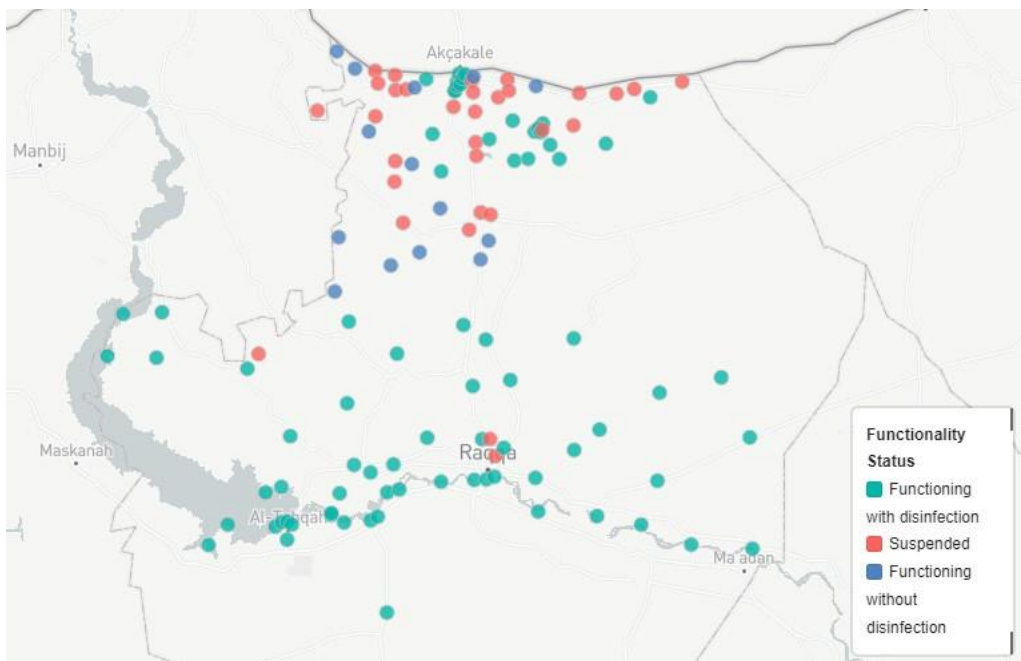 Akçakale
Manbij
Maskanah
Raqqa
Al-Tabqah
Ma'adan
Functionality
Status
Functioning
with disinfection
Suspended
Functioning
without
disinfection